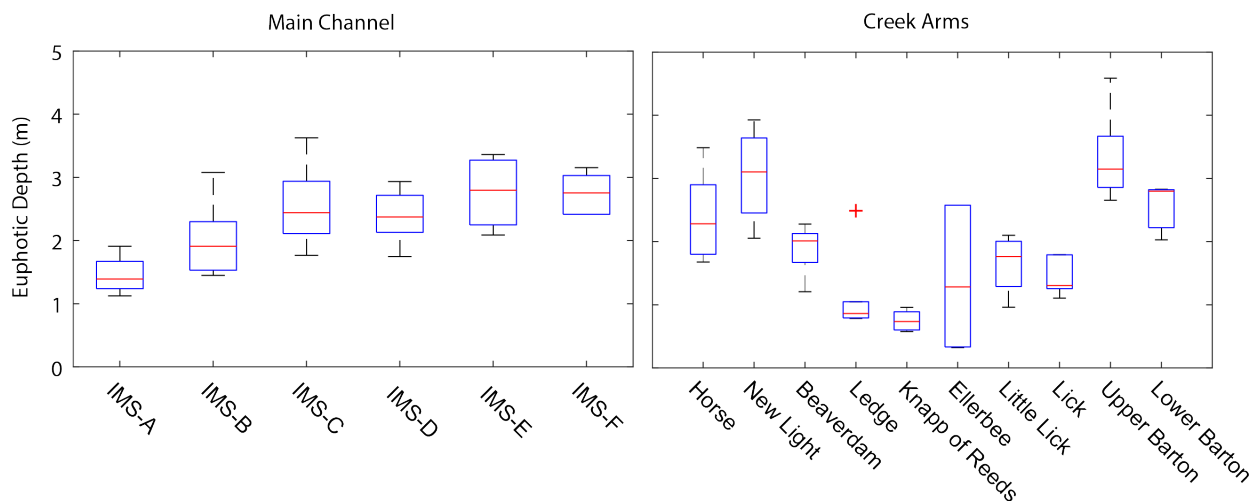 Main Channel
Creek Arms
Euphotic Depth (m)
5
4
3
2
1
0
IMS-A
IMS-B
IMS-C
IMS-D
IMS-E
IMS-F
Horse
New Light
Beaverdam
Ledge
Knapp of Reeds
Ellerbee
Little Lick
Lick
Upper Barton
Lower Barton